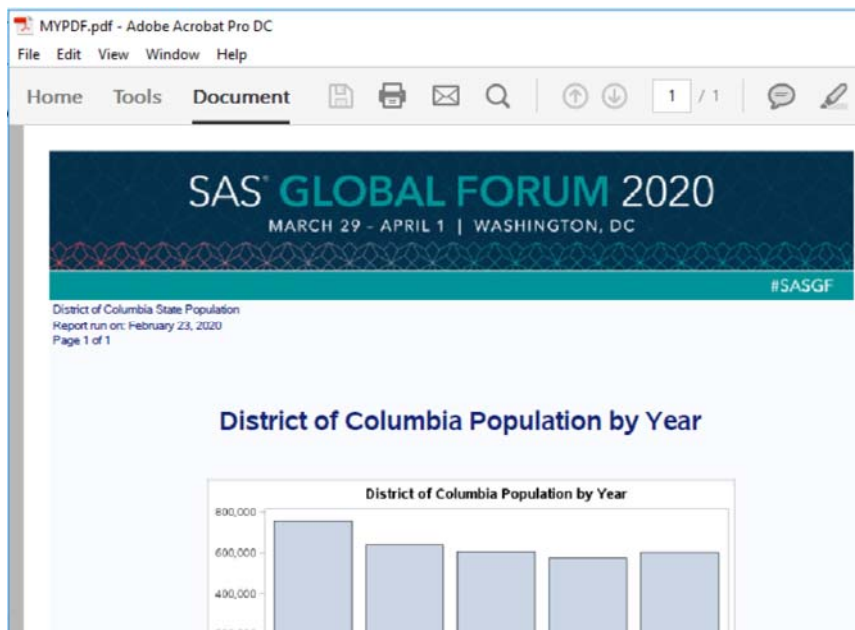 MYPDF.pdf - Adobe Acrobat Pro DC
File Edit View Window Help
Home Tools Document 1 / 1
SAS® GLOBAL FORUM 2020
MARCH 29 – APRIL 1 | WASHINGTON, DC
#SASGF
District of Columbia State Population
Report run on: February 23, 2020
Page 1 of 1
District of Columbia Population by Year
District of Columbia Population by Year
800,000
600,000
400,000